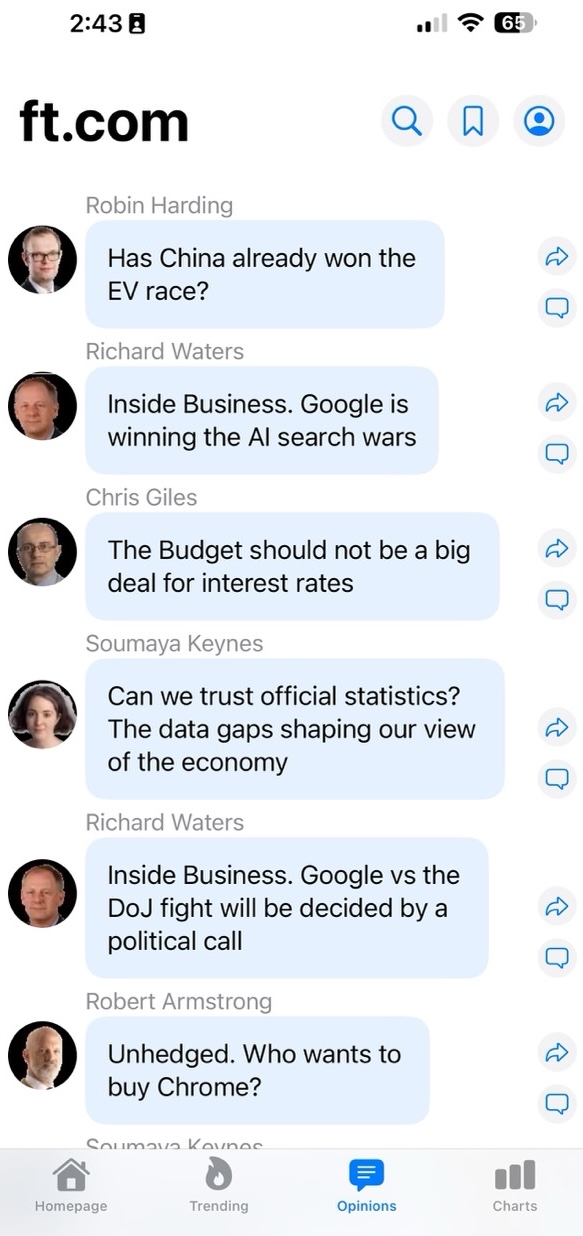 2:43
65
ft.com
Robin Harding
Has China already won the
EV race?
Richard Waters
Inside Business. Google is
winning the AI search wars
Chris Giles
The Budget should not be a big
deal for interest rates
Soumaya Keynes
Can we trust official statistics?
The data gaps shaping our view
of the economy
Richard Waters
Inside Business. Google vs the
DoJ fight will be decided by a
political call
Robert Armstrong
Unhedged. Who wants to
buy Chrome?
Soumaya Keynes
Homepage
Trending
Opinions
Charts